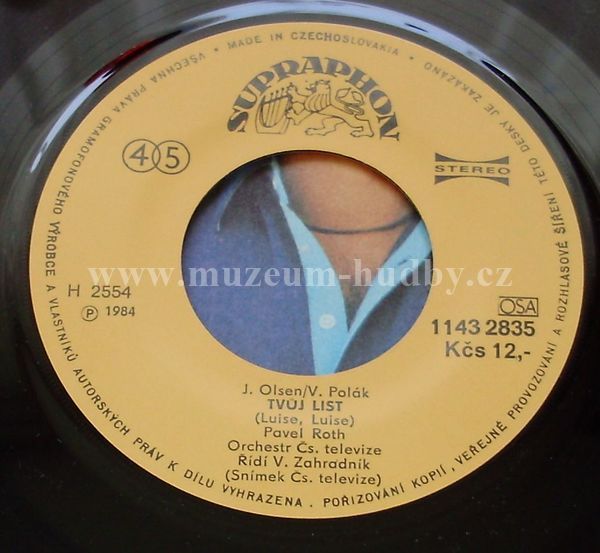 VŠECHNA PRÁVA GRAMOFONOVÉHO VÝROBCE A VLASTNÍKŮ AUTORSKÝCH PRÁV K DÍLU VYHRAZENA. POŘIZOVÁNÍ KOPIÍ, VEŘEJNÉ PROVOZOVÁNÍ A ROZHLASOVÉ ŠÍŘENÍ TÉTO DESKY JE ZAKÁZÁNO • MADE IN CZECHOSLOVAKIA •
SUPRAPHON
45
STEREO
www.muzeum-hudby.cz
H 2554
Ⓟ 1984
OSA
1143 2835
Kčs 12,-
J. Olsen/V. Polák
TVŮJ LIST
(Luise, Luise)
Pavel Roth
Orchestr Čs. televize
Řídí V. Zahradník
(Snímek Čs. televize)